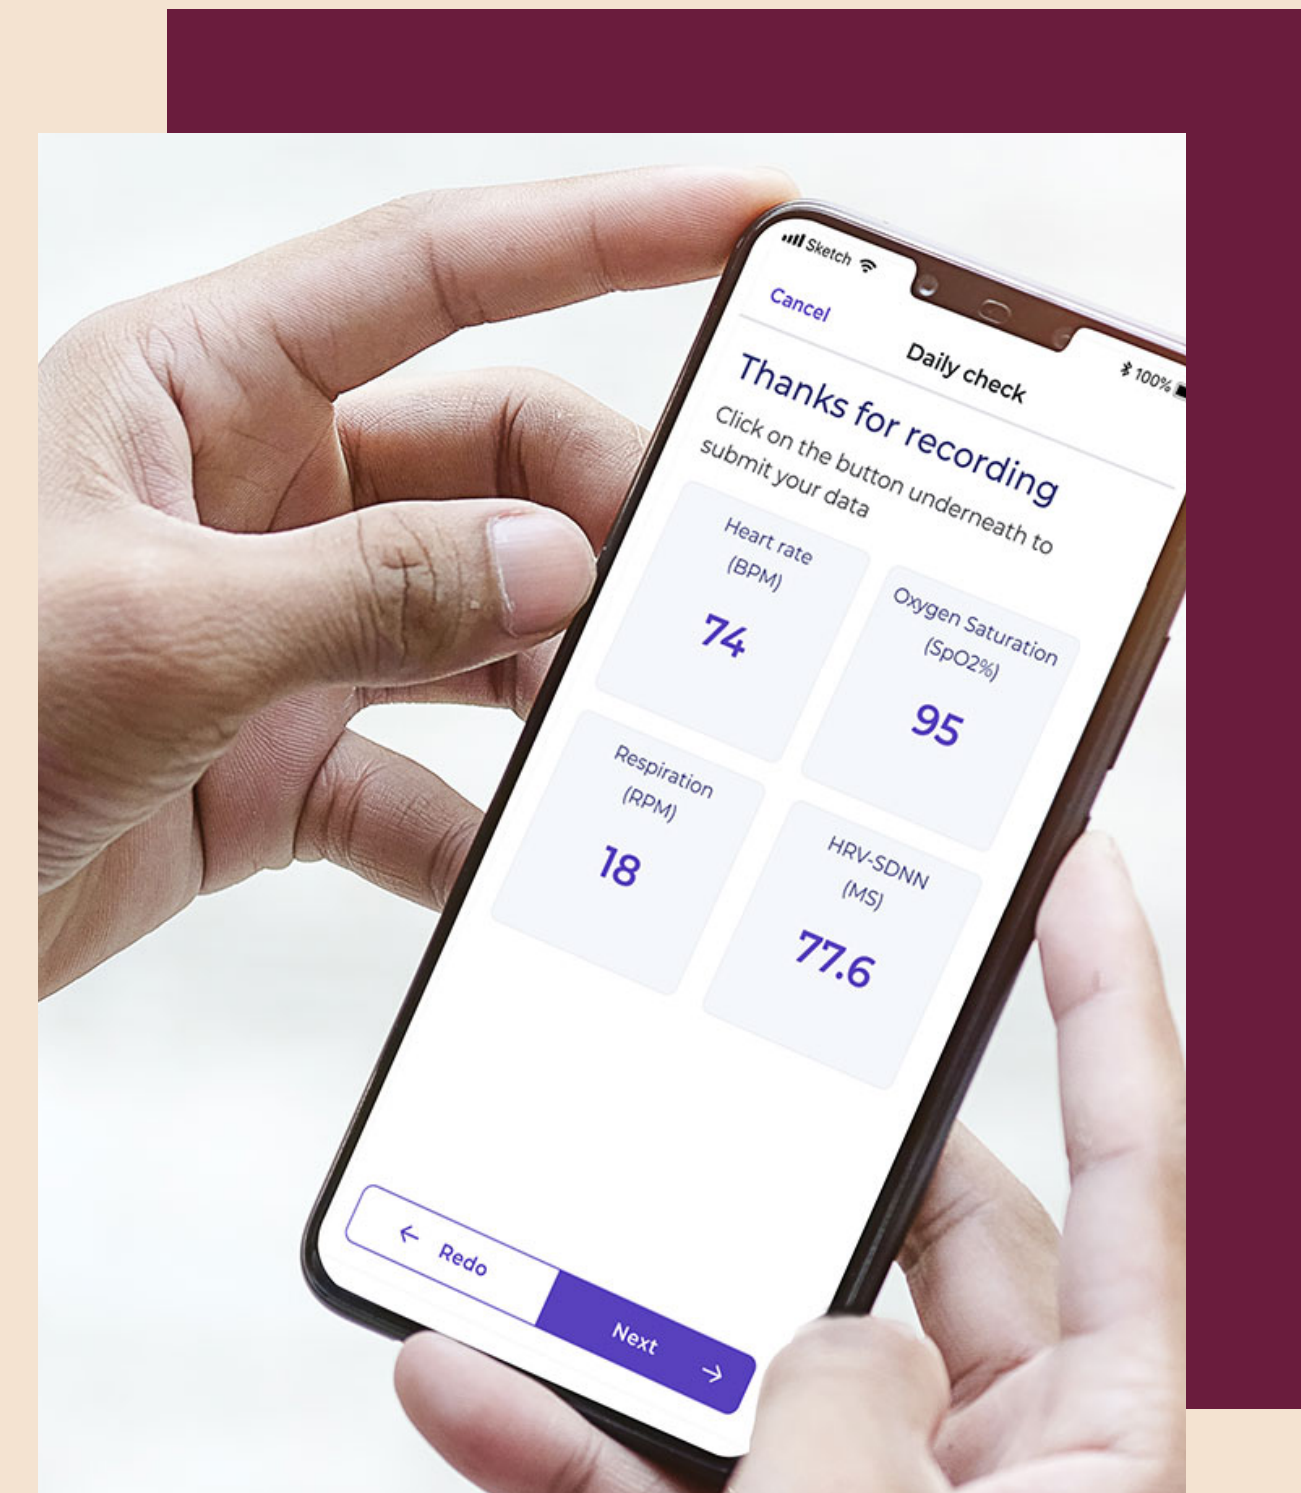 Sketch
100%
Cancel
Daily check
Thanks for recording
Click on the button underneath to
submit your data
Heart rate
(BPM)
74
Oxygen Saturation
(SpO2%)
95
Respiration
(RPM)
18
HRV-SDNN
(MS)
77.6
← Redo
Next →